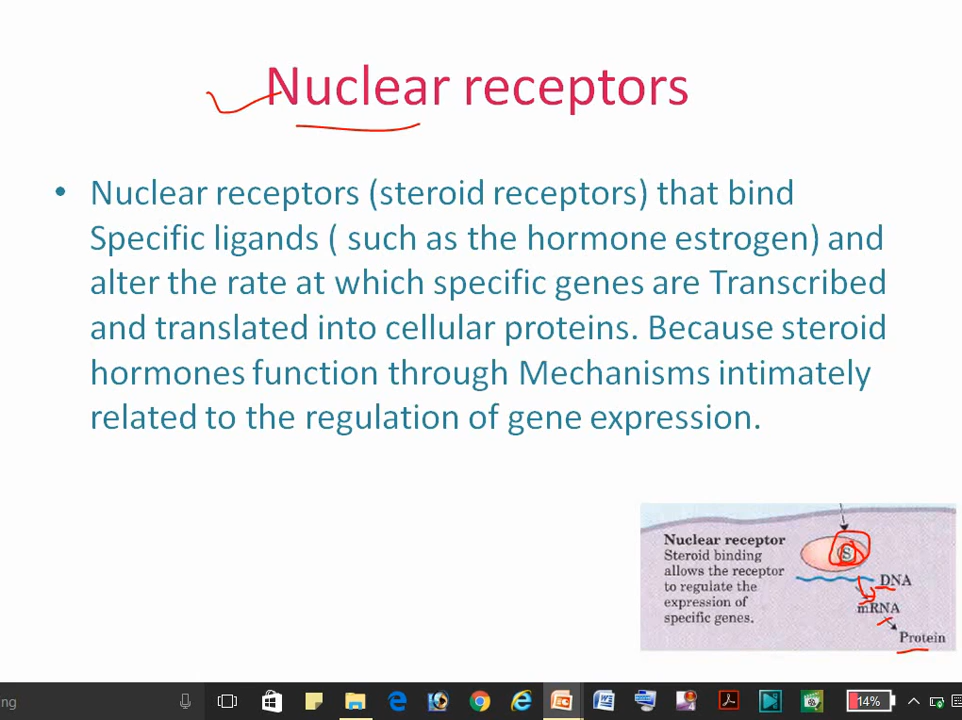 Nuclear receptors
• Nuclear receptors (steroid receptors) that bind
Specific ligands ( such as the hormone estrogen) and
alter the rate at which specific genes are Transcribed
and translated into cellular proteins. Because steroid
hormones function through Mechanisms intimately
related to the regulation of gene expression.
Nuclear receptor
Steroid binding
allows the receptor
to regulate the
expression of
specific genes.
S
DNA
mRNA
Protein
ng
14%